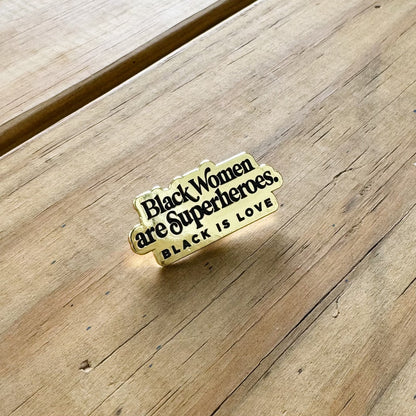 Black Women
are Superheroes.
BLACK IS LOVE